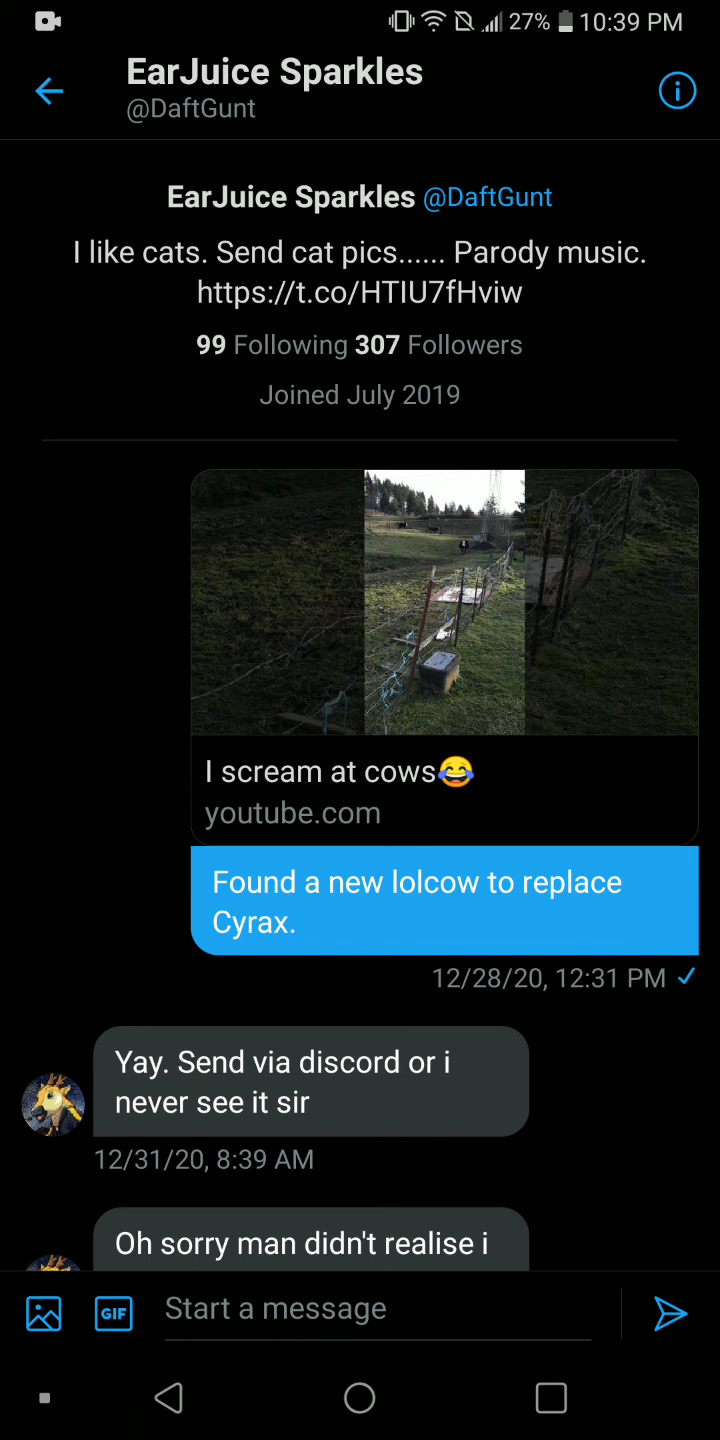 27% 10:39 PM
EarJuice Sparkles
@DaftGunt
EarJuice Sparkles @DaftGunt
I like cats. Send cat pics...... Parody music.
https://t.co/HTIU7fHviw
99 Following 307 Followers
Joined July 2019
I scream at cows😂
youtube.com
Found a new lolcow to replace
Cyrax.
12/28/20, 12:31 PM
Yay. Send via discord or i
never see it sir
12/31/20, 8:39 AM
Oh sorry man didn't realise i
GIF
Start a message